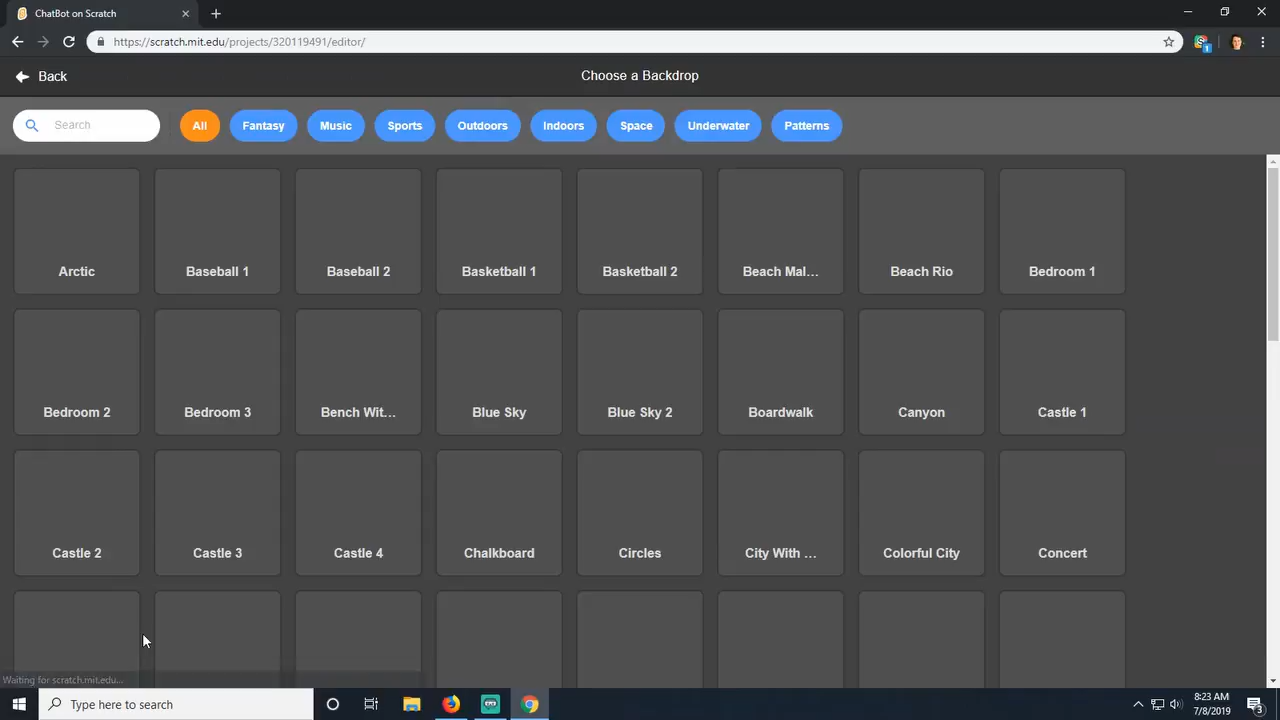 ChatBot on Scratch
https://scratch.mit.edu/projects/320119491/editor/
Back
Choose a Backdrop
Search
All
Fantasy
Music
Sports
Outdoors
Indoors
Space
Underwater
Patterns
Arctic
Baseball 1
Baseball 2
Basketball 1
Basketball 2
Beach Mal...
Beach Rio
Bedroom 1
Bedroom 2
Bedroom 3
Bench Wit...
Blue Sky
Blue Sky 2
Boardwalk
Canyon
Castle 1
Castle 2
Castle 3
Castle 4
Chalkboard
Circles
City With ...
Colorful City
Concert
Waiting for scratch.mit.edu...
Type here to search
8:23 AM
7/8/2019
1
3